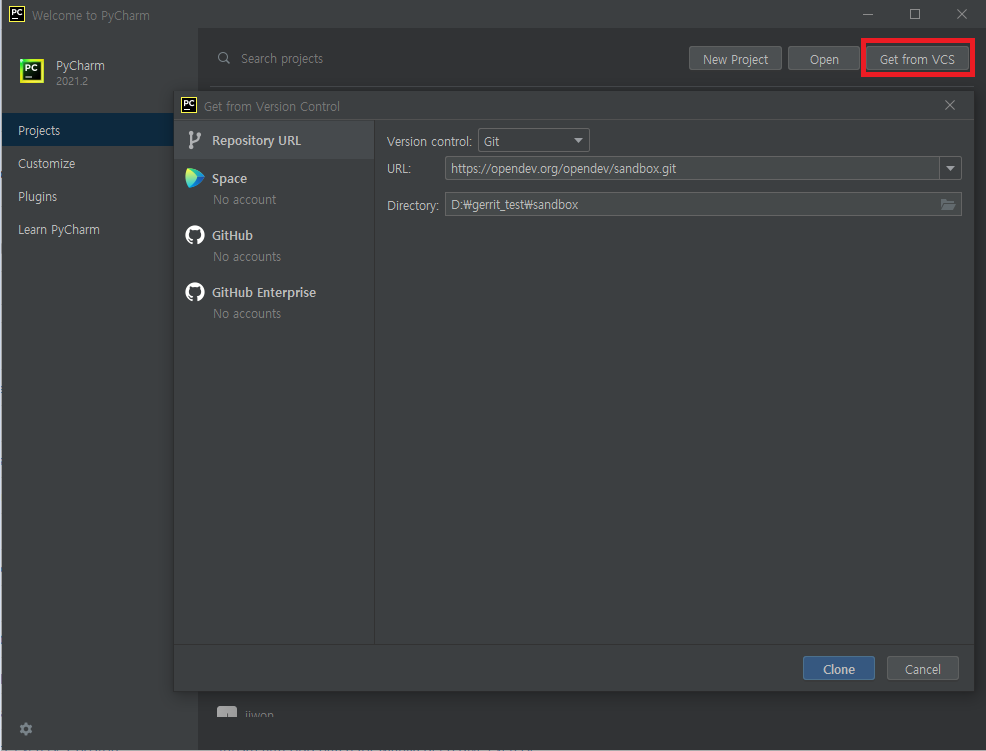 PC Welcome to PyCharm
PC PyCharm
2021.2
Search projects
New Project
Open
Get from VCS
Projects
Customize
Plugins
Learn PyCharm
PC Get from Version Control
Repository URL
Space
No account
GitHub
No accounts
GitHub Enterprise
No accounts
Version control: Git
URL: https://opendev.org/opendev/sandbox.git
Directory: D:₩gerrit_test₩sandbox
Clone
Cancel